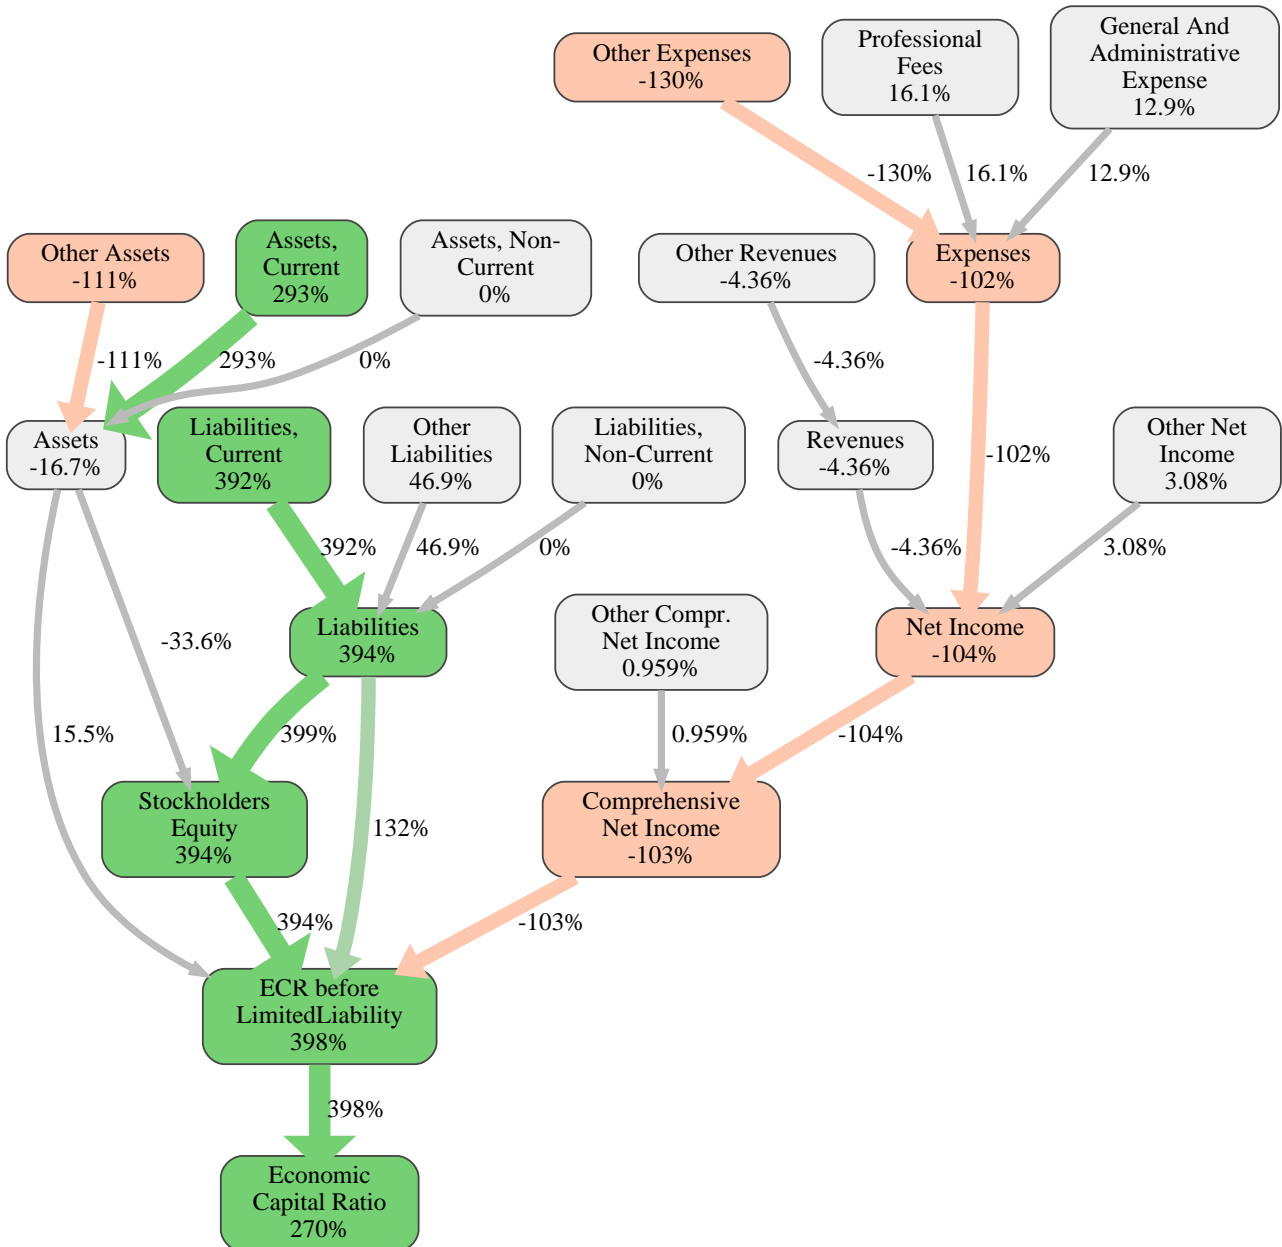 Other Expenses
-130%
Professional
Fees
16.1%
General And
Administrative
Expense
12.9%
-130%
16.1%
12.9%
Other Assets
-111%
Assets,
Current
293%
Assets, Non-
Current
0%
Other Revenues
-4.36%
Expenses
-102%
-111%
293%
0%
-4.36%
Assets
-16.7%
Liabilities,
Current
392%
Other
Liabilities
46.9%
Liabilities,
Non-Current
0%
Revenues
-4.36%
-102%
Other Net
Income
3.08%
392%
46.9%
0%
-4.36%
3.08%
Liabilities
394%
-33.6%
Other Compr.
Net Income
0.959%
Net Income
-104%
15.5%
399%
0.959%
-104%
Stockholders
Equity
394%
132%
Comprehensive
Net Income
-103%
394%
-103%
ECR before
LimitedLiability
398%
398%
Economic
Capital Ratio
270%